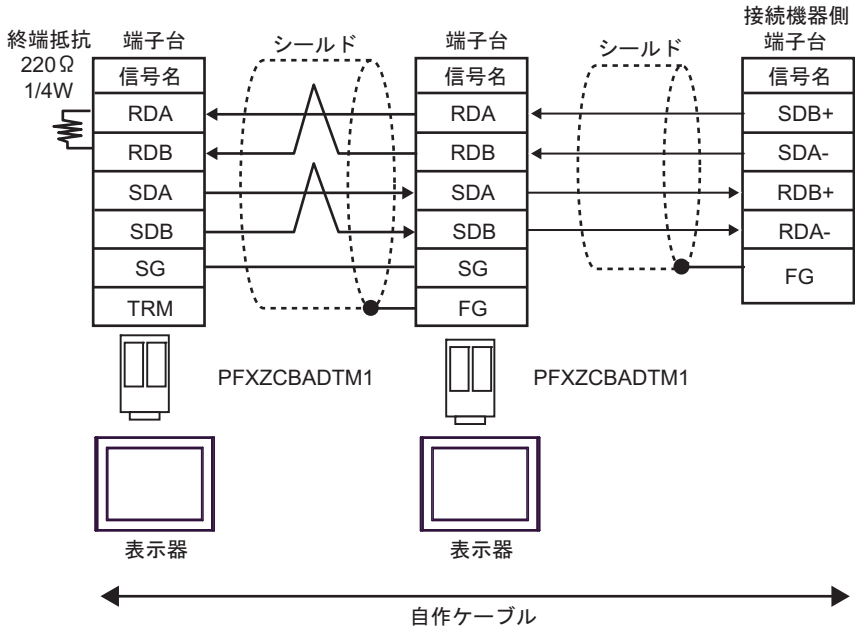 終端抵抗
220Ω
1/4W
端子台
信号名
RDA
RDB
SDA
SDB
SG
TRM
シールド
端子台
信号名
RDA
RDB
SDA
SDB
SG
FG
シールド
接続機器側
端子台
信号名
SDB+
SDA-
RDB+
RDA-
FG
PFXZCBADTM1
PFXZCBADTM1
表示器
表示器
自作ケーブル